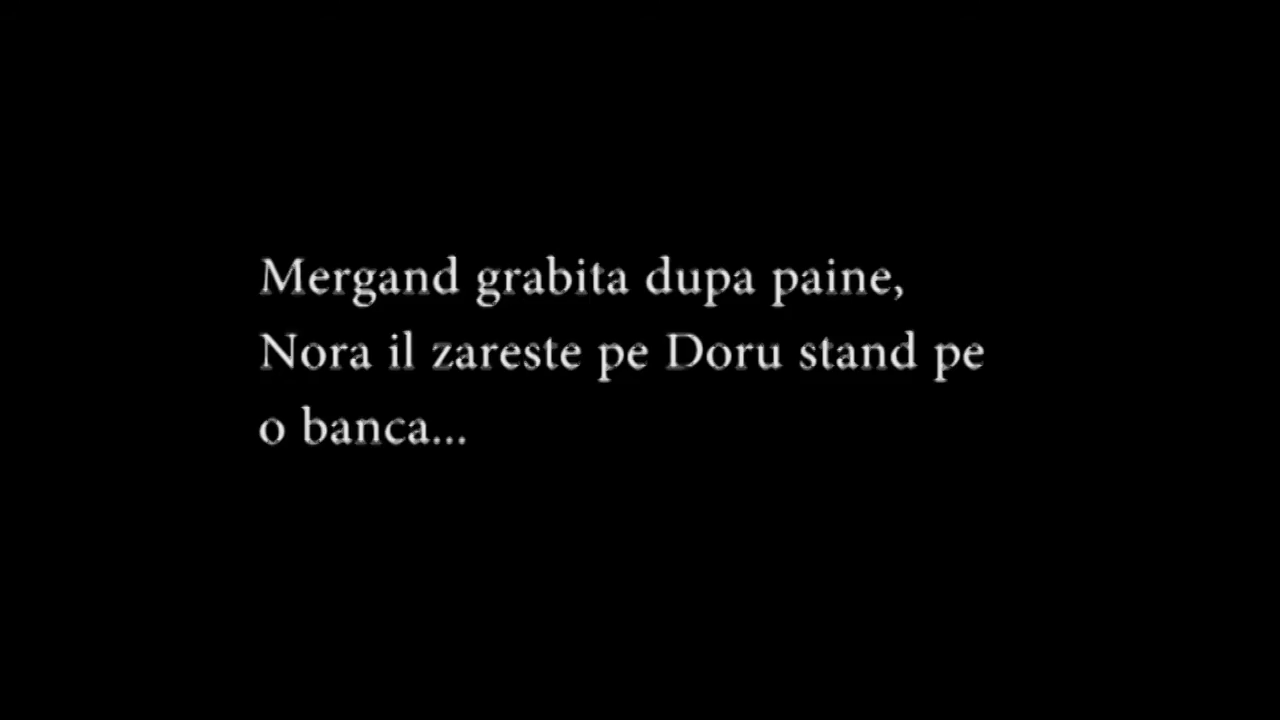 Mergand grabita dupa paine,
Nora il zareste pe Doru stand pe
o banca...